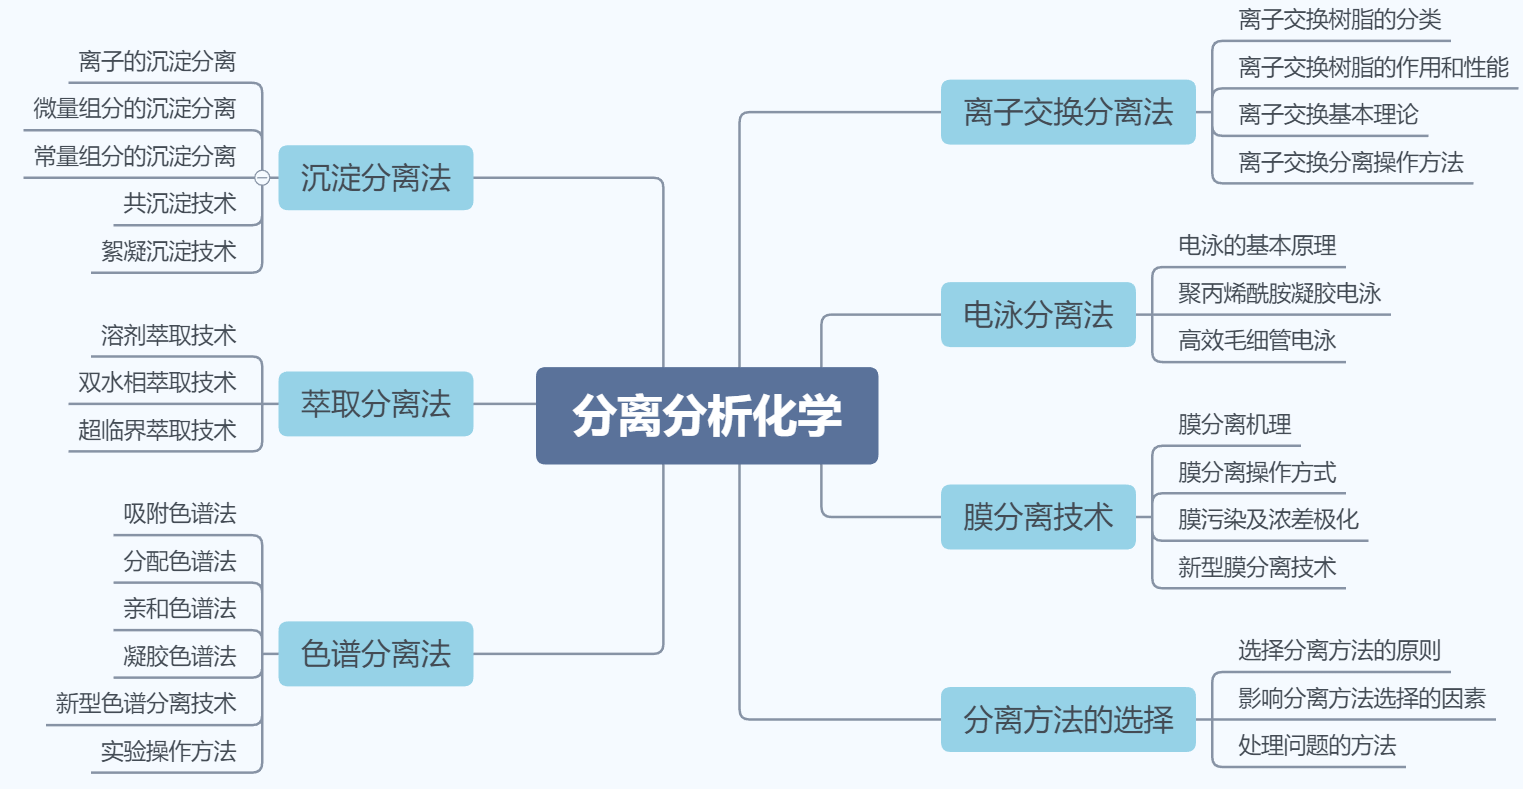 分离分析化学
沉淀分离法
离子的沉淀分离
微量组分的沉淀分离
常量组分的沉淀分离
共沉淀技术
絮凝沉淀技术
萃取分离法
溶剂萃取技术
双水相萃取技术
超临界萃取技术
色谱分离法
吸附色谱法
分配色谱法
亲和色谱法
凝胶色谱法
新型色谱分离技术
实验操作方法
离子交换分离法
离子交换树脂的分类
离子交换树脂的作用和性能
离子交换基本理论
离子交换分离操作方法
电泳分离法
电泳的基本原理
聚丙烯酰胺凝胶电泳
高效毛细管电泳
膜分离技术
膜分离机理
膜分离操作方式
膜污染及浓差极化
新型膜分离技术
分离方法的选择
选择分离方法的原则
影响分离方法选择的因素
处理问题的方法